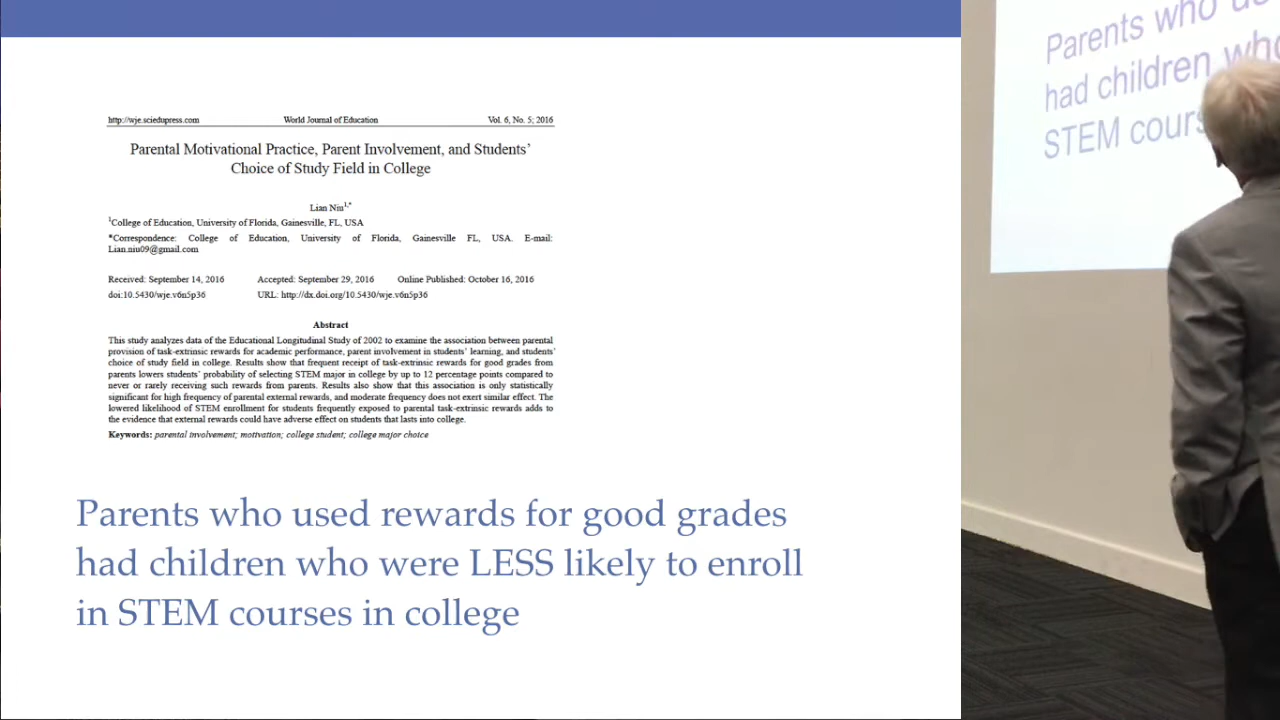 http://wje.sciedupress.com World Journal of Education Vol. 6, No. 5; 2016
Parental Motivational Practice, Parent Involvement, and Students’
Choice of Study Field in College
Lian Niu1,*
1College of Education, University of Florida, Gainesville, FL, USA
*Correspondence: College of Education, University of Florida, Gainesville FL, USA. E-mail:
Lian.niu09@gmail.com
Received: September 14, 2016 Accepted: September 29, 2016 Online Published: October 16, 2016
doi:10.5430/wje.v6n5p36 URL: http://dx.doi.org/10.5430/wje.v6n5p36
Abstract
This study analyzes data of the Educational Longitudinal Study of 2002 to examine the association between parental
provision of task-extrinsic rewards for academic performance, parent involvement in students’ learning, and students’
choice of study field in college. Results show that frequent receipt of task-extrinsic rewards for good grades from
parents lowers students’ probability of selecting STEM major in college by up to 12 percentage points compared to
never or rarely receiving such rewards from parents. Results also show that this association is only statistically
significant for high frequency of parental external rewards, and moderate frequency does not exert similar effect. The
lowered likelihood of STEM enrollment for students frequently exposed to parental task-extrinsic rewards adds to
the evidence that external rewards could have adverse effect on students that lasts into college.
Keywords: parental involvement; motivation; college student; college major choice
Parents who used rewards for good grades
had children who were LESS likely to enroll
in STEM courses in college
Parents who us
had children who
STEM cours